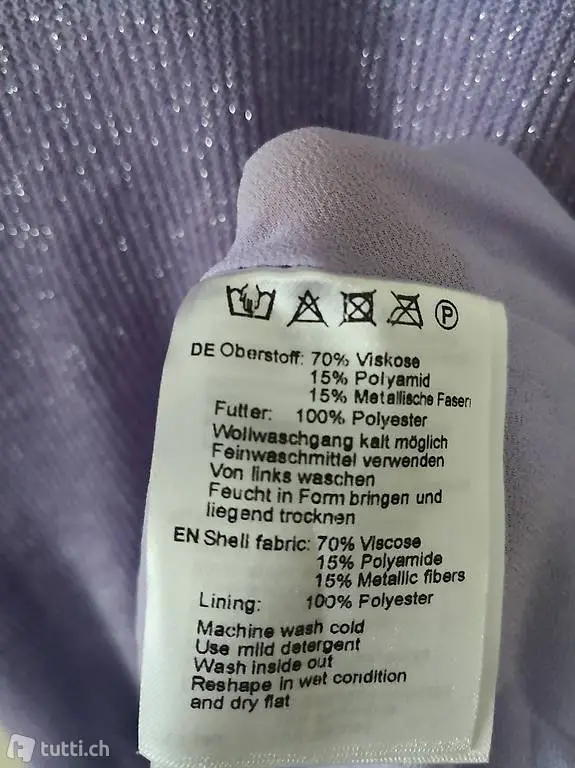 P
DE Oberstoff: 70% Viskose
15% Polyamid
15% Metallische Fasern
Futter: 100% Polyester
Wollwaschgang kalt möglich
Feinwaschmittel verwenden
Von links waschen
Feucht in Form bringen und
liegend trocknen
EN Shell fabric: 70% Viscose
15% Polyamide
15% Metallic fibers
Lining: 100% Polyester
Machine wash cold
Use mild detergent
Wash inside out
Reshape in wet condition
and dry flat
tutti.ch